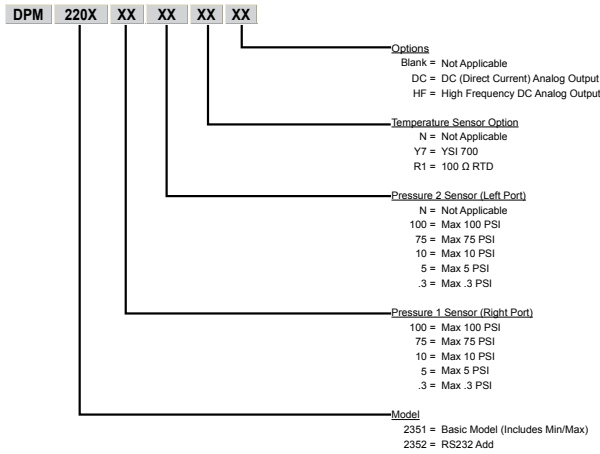 DPM 220X XX XX XX XX
Options
Blank = Not Applicable
DC = DC (Direct Current) Analog Output
HF = High Frequency DC Analog Output
Temperature Sensor Option
N = Not Applicable
Y7 = YSI 700
R1 = 100 Ω RTD
Pressure 2 Sensor (Left Port)
N = Not Applicable
100 = Max 100 PSI
75 = Max 75 PSI
10 = Max 10 PSI
5 = Max 5 PSI
.3 = Max .3 PSI
Pressure 1 Sensor (Right Port)
100 = Max 100 PSI
75 = Max 75 PSI
10 = Max 10 PSI
5 = Max 5 PSI
.3 = Max .3 PSI
Model
2351 = Basic Model (Includes Min/Max)
2352 = RS232 Add